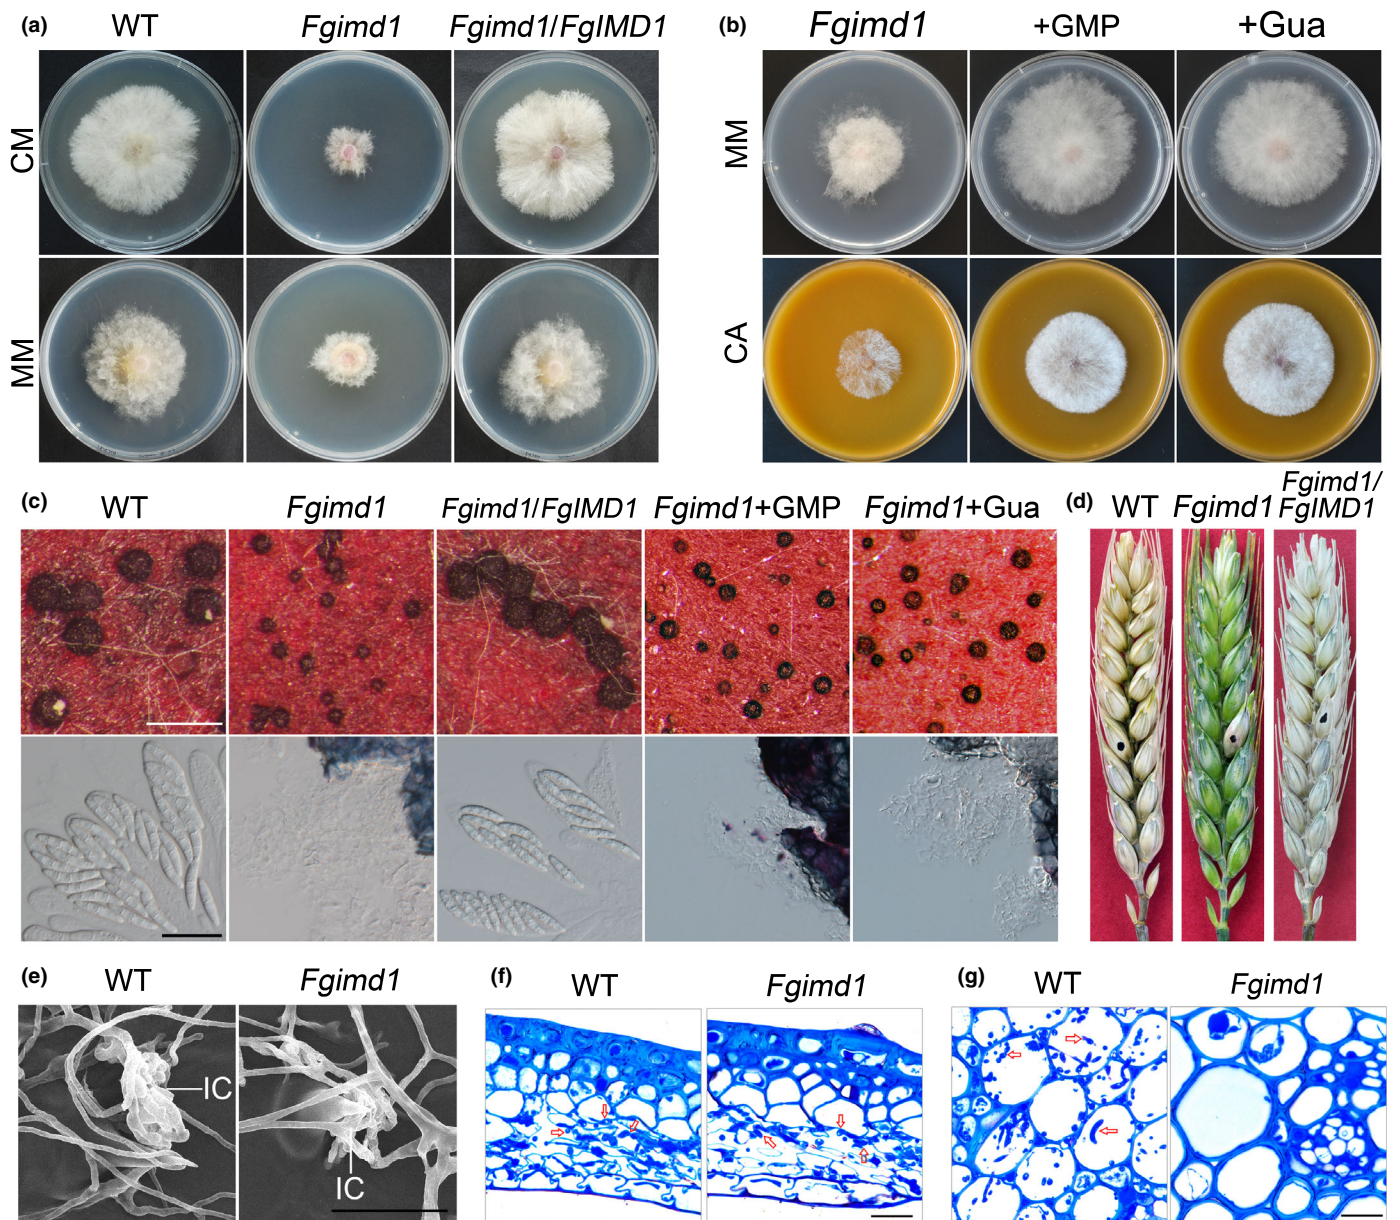 (a) WT Fgimd1 Fgimd1/FgIMD1
CM
MM
(b) Fgimd1 +GMP +Gua
MM
CA
(c) WT Fgimd1 Fgimd1/FgIMD1 Fgimd1+GMP Fgimd1+Gua
(d) WT Fgimd1 Fgimd1/
FgIMD1
(e) WT Fgimd1
IC
IC
(f) WT Fgimd1
(g) WT Fgimd1